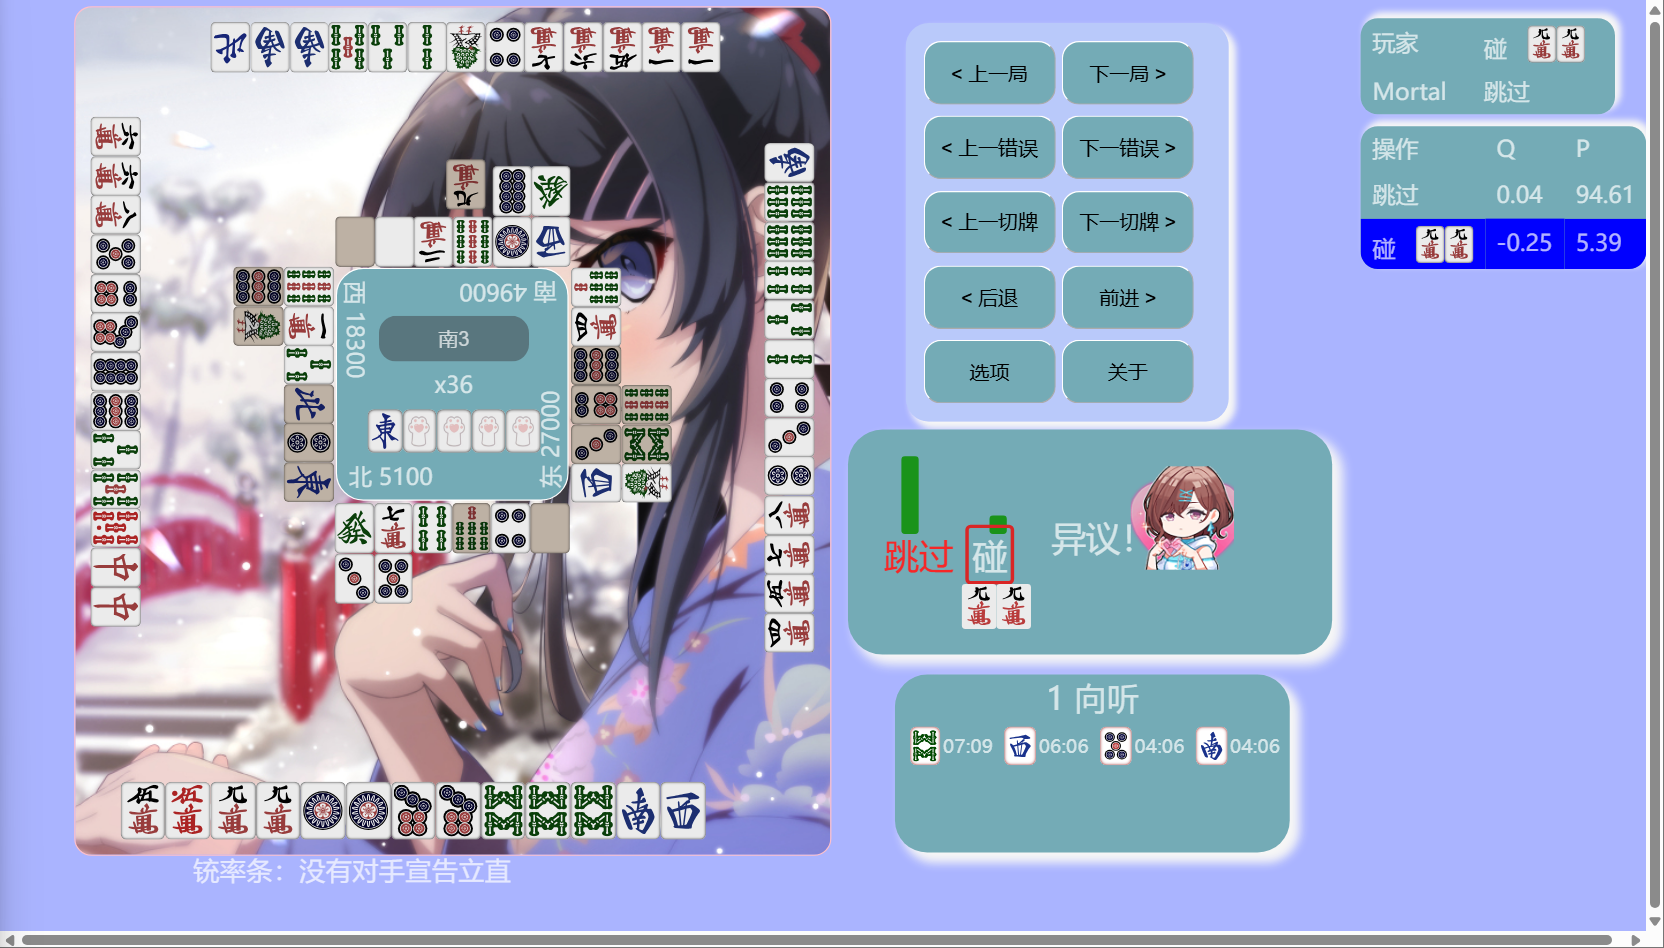 南 49600
西 18300
南3
x36
东 27000
北 5100
铳率条：没有对手宣告立直
< 上一局
下一局 >
< 上一错误
下一错误 >
< 上一切牌
下一切牌 >
< 后退
前进 >
选项
关于
跳过
碰
异议!
1 向听
07:09
06:06
04:06
04:06
玩家 碰
Mortal 跳过
操作 Q P
跳过 0.04 94.61
碰 -0.25 5.39